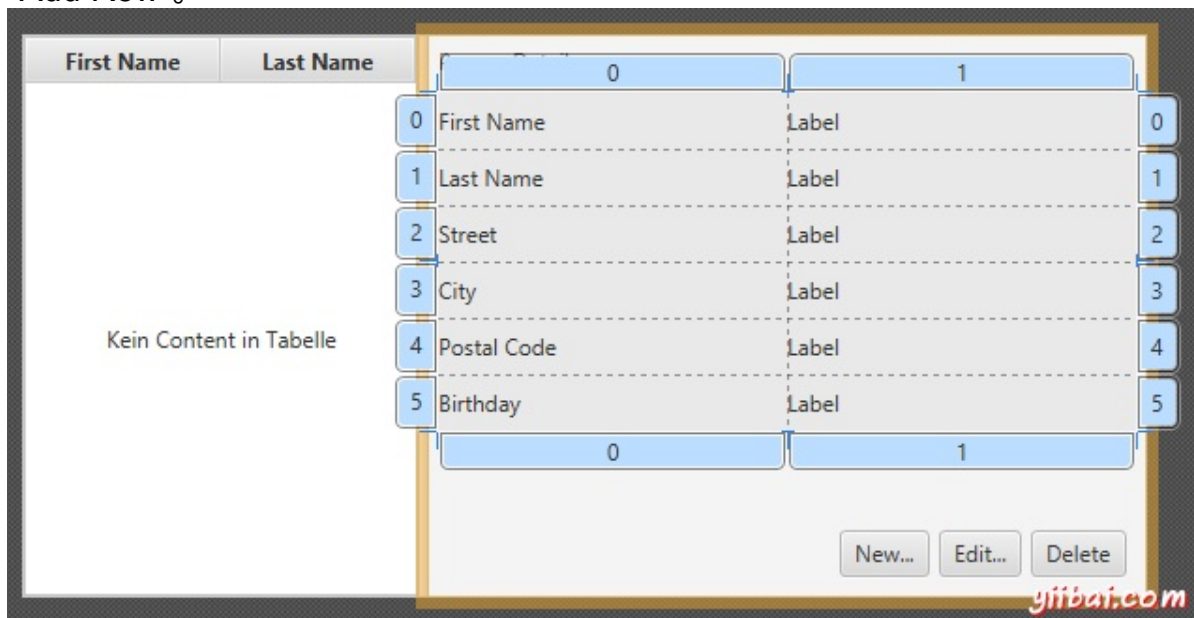 First Name Last Name
0 1
0 First Name Label 0
1 Last Name Label 1
2 Street Label 2
3 City Label 3
Kein Content in Tabelle
4 Postal Code Label 4
5 Birthday Label 5
0 1
New... Edit... Delete
yiibai.com